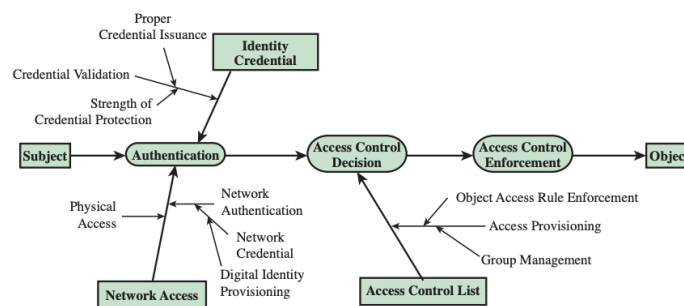 Proper
Credential Issuance
Identity
Credential
Credential Validation
Strength of
Credential Protection
Subject
Authentication
Access Control
Decision
Access Control
Enforcement
Object
Physical
Access
Network
Authentication
Network
Credential
Digital Identity
Provisioning
Object Access Rule Enforcement
Access Provisioning
Group Management
Network Access
Access Control List